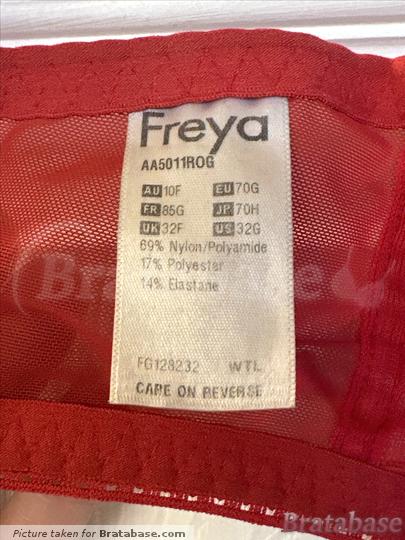 Freya
AA5011ROG
AU 10F EU 70G
FR 85G JP 70H
UK 32F US 32G
69% Nylon/Polyamide
17% Polyester
14% Elastane
FG128232 WTL
CARE ON REVERSE
Bratabase
Picture taken for Bratabase.com
Bratabase